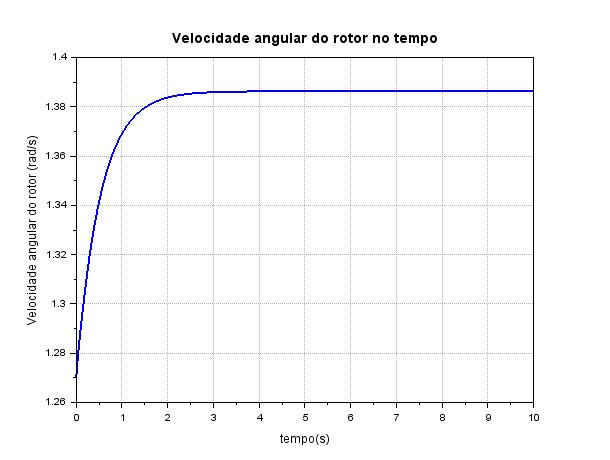 Velocidade angular do rotor no tempo
Velocidade angular do rotor (rad/s)
1.4
1.38
1.36
1.34
1.32
1.3
1.28
1.26
0 1 2 3 4 5 6 7 8 9 10
tempo(s)